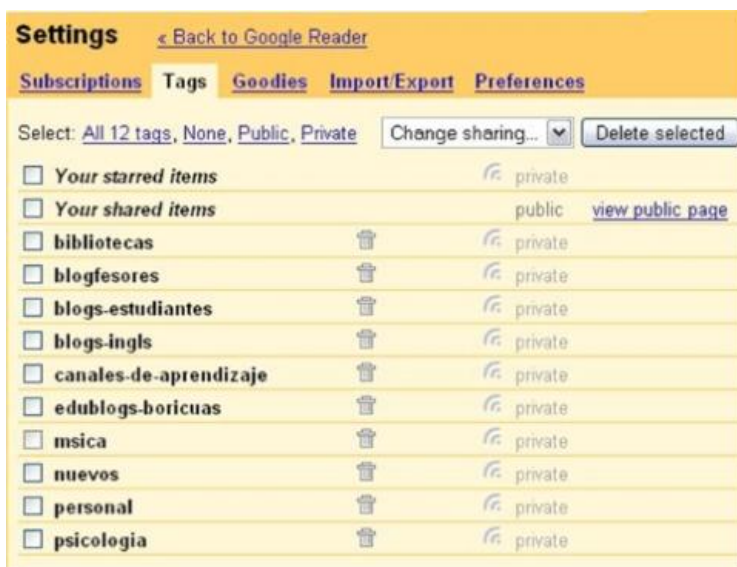 Settings « Back to Google Reader
Subscriptions Tags Goodies Import/Export Preferences
Select: All 12 tags, None, Public, Private Change sharing... Delete selected
Your starred items private
Your shared items public view public page
bibliotecas private
blogfesores private
blogs-estudiantes private
blogs-ingls private
canales-de-aprendizaje private
edublogs-boricuas private
msica private
nuevos private
personal private
psicologia private